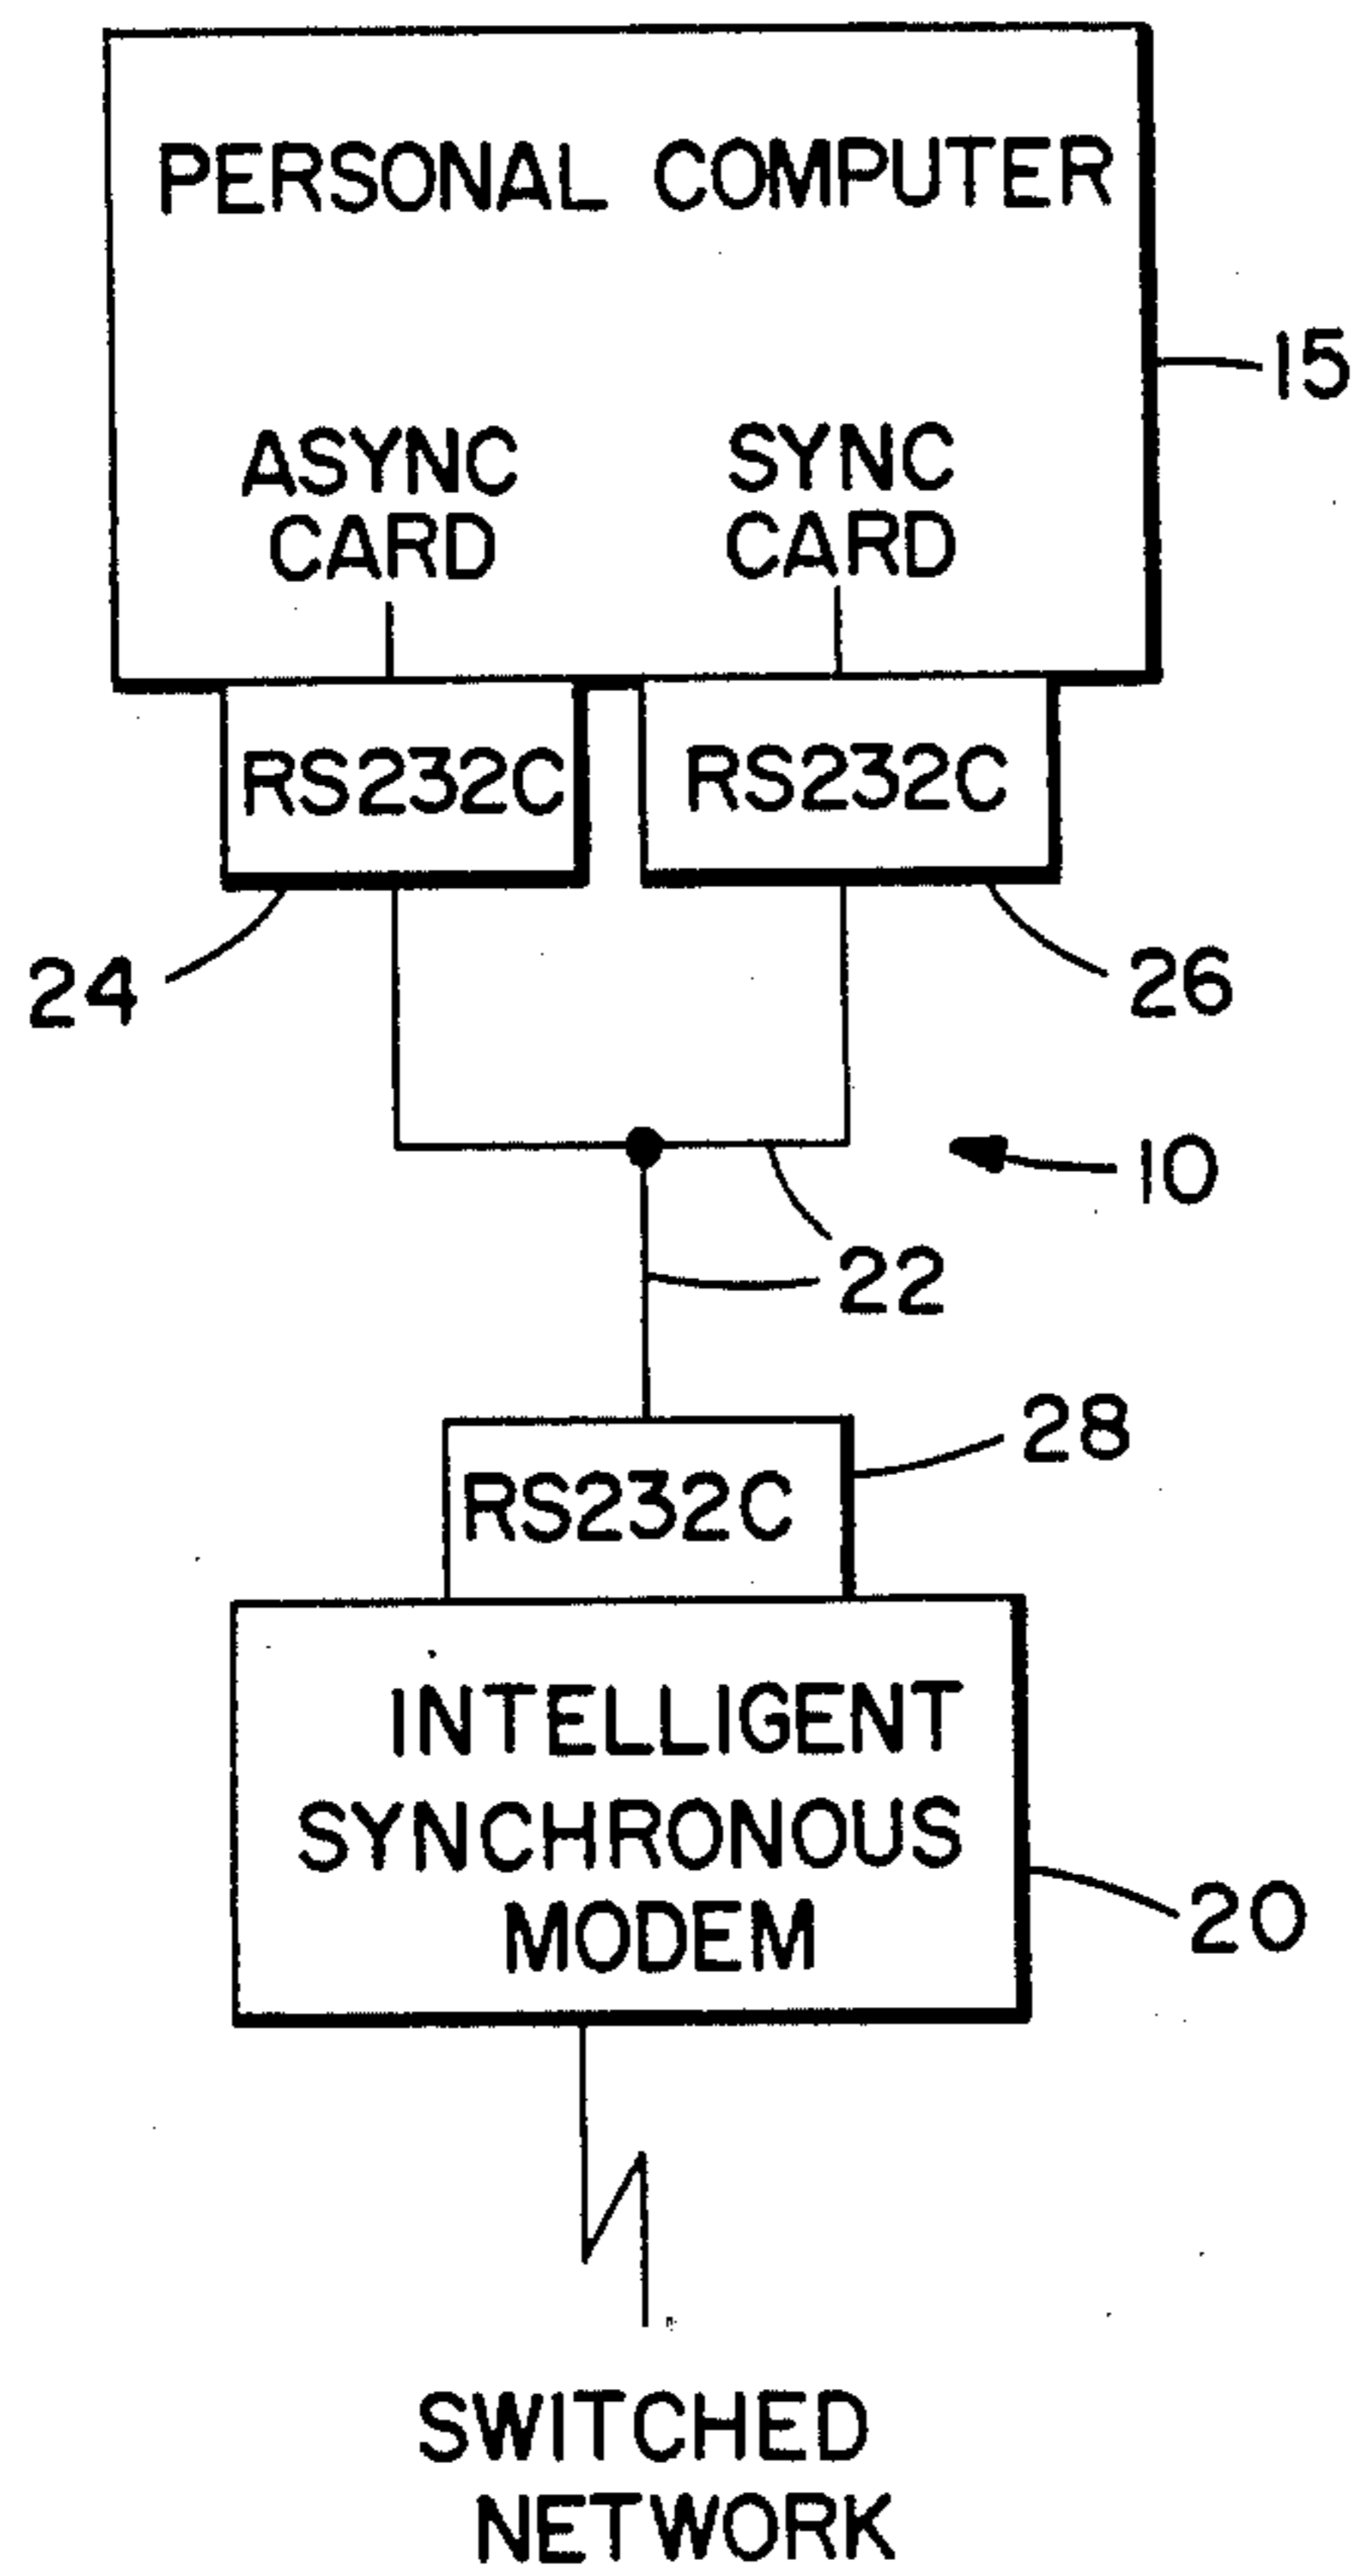 PERSONAL COMPUTER
15
ASYNC
CARD
SYNC
CARD
RS232C
RS232C
24
26
10
22
28
RS232C
INTELLIGENT
SYNCHRONOUS
MODEM
20
SWITCHED
NETWORK